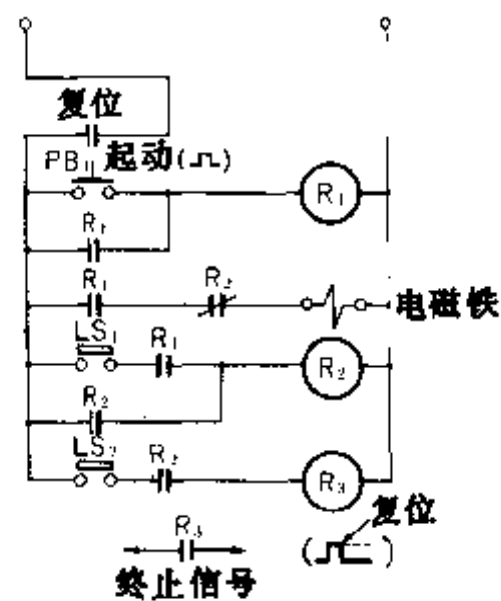 复位
PB₁ 起动(⎍)
R₁
R₁
R₁ R₂ 电磁铁
LS₁ R₁
R₂
R₂
LS₂ R₂
R₃
R₃ 复位
终止信号